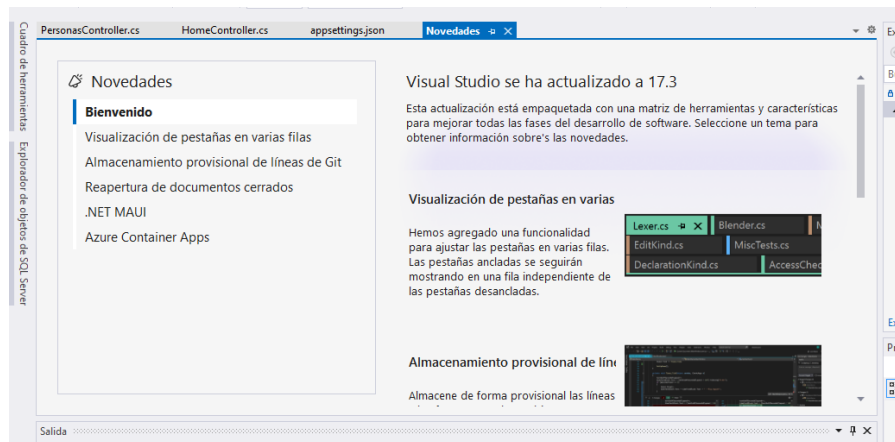 PersonasController.cs HomeController.cs appsettings.json Novedades
Cuadro de herramientas
Explorador de objetos de SQL Server
Novedades
Bienvenido
Visualización de pestañas en varias filas
Almacenamiento provisional de líneas de Git
Reapertura de documentos cerrados
.NET MAUI
Azure Container Apps
Visual Studio se ha actualizado a 17.3
Esta actualización está empaquetada con una matriz de herramientas y características
para mejorar todas las fases del desarrollo de software. Seleccione un tema para
obtener información sobre's las novedades.
Visualización de pestañas en varias
Hemos agregado una funcionalidad
para ajustar las pestañas en varias filas.
Las pestañas ancladas se seguirán
mostrando en una fila independiente de
las pestañas desancladas.
Lexer.cs Blender.cs
EditKind.cs MiscTests.cs
DeclarationKind.cs AccessChec
Almacenamiento provisional de líne
Almacene de forma provisional las líneas
Salida